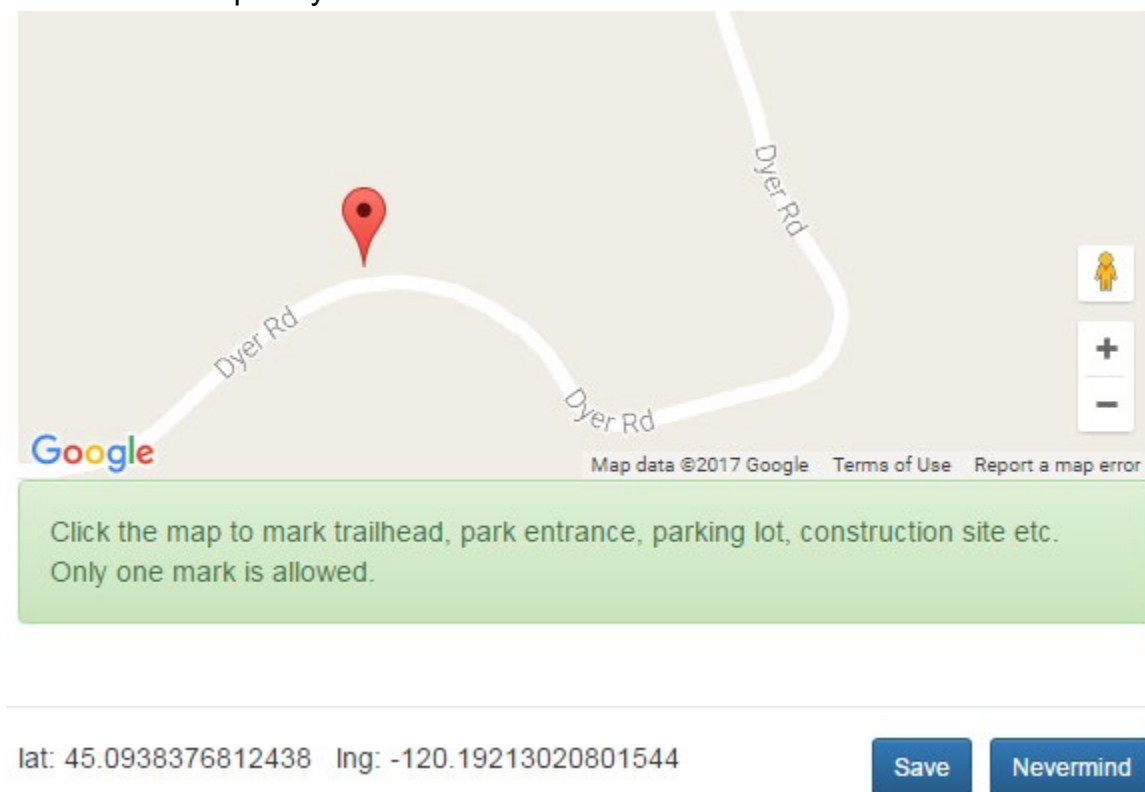 Dyer Rd
Dyer Rd
Dyer Rd
Google
Map data ©2017 Google Terms of Use Report a map error
Click the map to mark trailhead, park entrance, parking lot, construction site etc.
Only one mark is allowed.
lat: 45.0938376812438 lng: -120.19213020801544
Save Nevermind